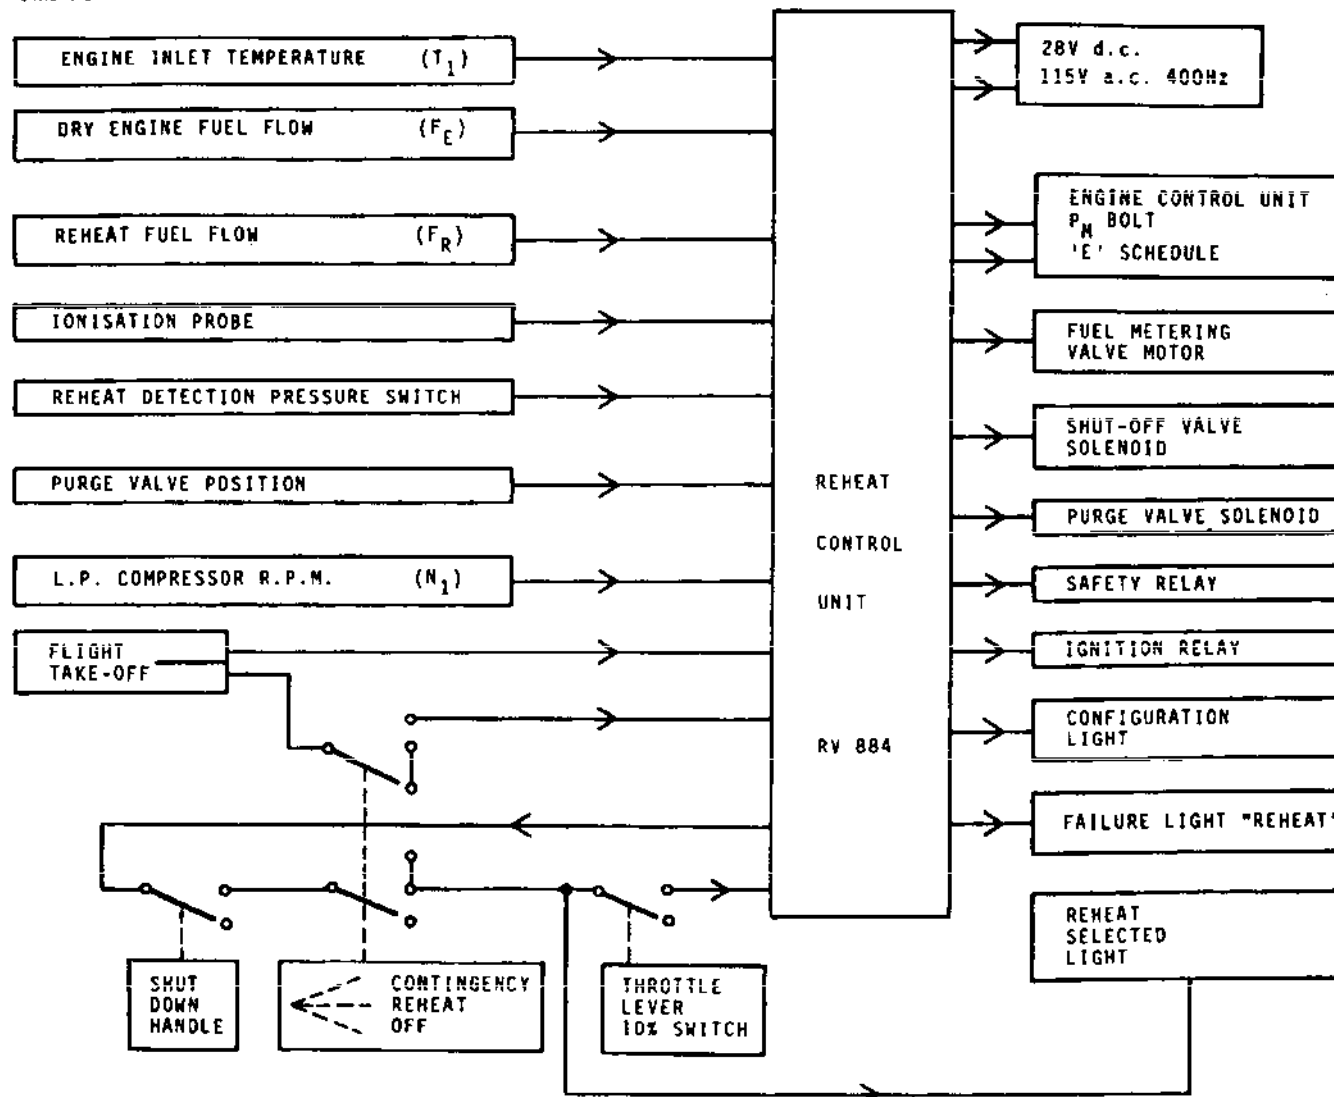 ENGINE INLET TEMPERATURE (T1)
DRY ENGINE FUEL FLOW (FE)
REHEAT FUEL FLOW (FR)
IONISATION PROBE
REHEAT DETECTION PRESSURE SWITCH
PURGE VALVE POSITION
L.P. COMPRESSOR R.P.M. (N1)
FLIGHT
TAKE-OFF
SHUT
DOWN
HANDLE
CONTINGENCY
REHEAT
OFF
THROTTLE
LEVER
10% SWITCH
REHEAT
CONTROL
UNIT
RV 884
28V d.c.
115V a.c. 400Hz
ENGINE CONTROL UNIT
PM BOLT
'E' SCHEDULE
FUEL METERING
VALVE MOTOR
SHUT-OFF VALVE
SOLENOID
PURGE VALVE SOLENOID
SAFETY RELAY
IGNITION RELAY
CONFIGURATION
LIGHT
FAILURE LIGHT "REHEAT"
REHEAT
SELECTED
LIGHT